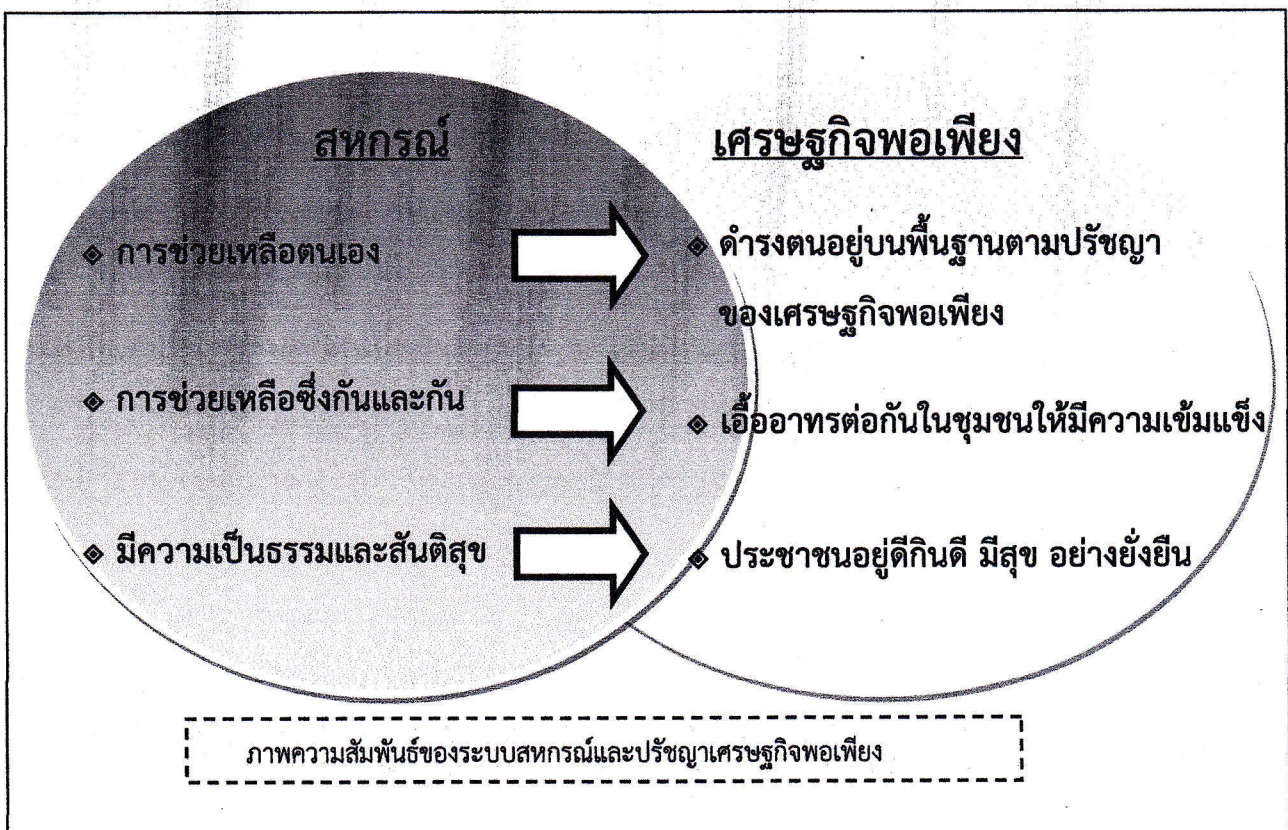 สหกรณ์
เศรษฐกิจพอเพียง
การช่วยเหลือตนเอง
ดำรงตนอยู่บนพื้นฐานตามปรัชญา
ของเศรษฐกิจพอเพียง
การช่วยเหลือซึ่งกันและกัน
เอื้ออาทรต่อกันในชุมชนให้มีความเข้มแข็ง
มีความเป็นธรรมและสันติสุข
ประชาชนอยู่ดีกินดี มีสุข อย่างยั่งยืน
ภาพความสัมพันธ์ของระบบสหกรณ์และปรัชญาเศรษฐกิจพอเพียง